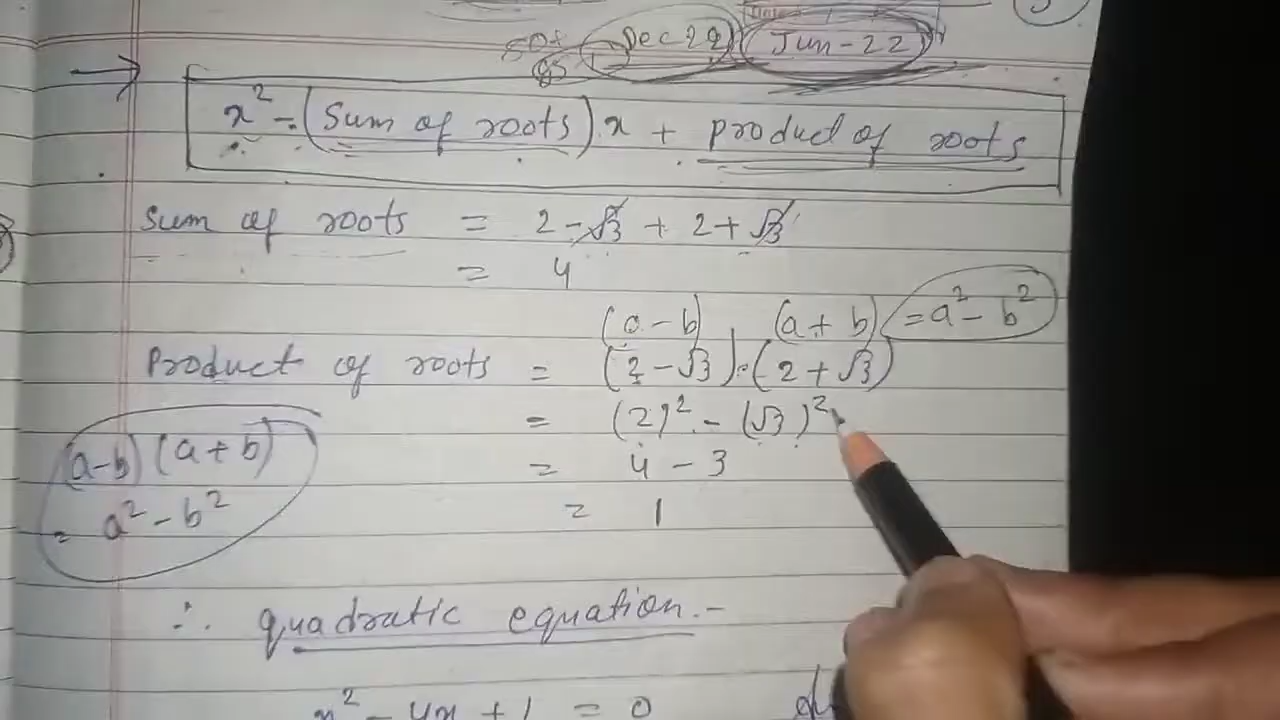 Dec 22 Jun-22
x² - (sum of roots) x + product of roots
sum of roots = 2 - √3 + 2 + √3
= 4
(a - b) (a + b) = a² - b²
Product of roots = (2 - √3) . (2 + √3)
= (2)² - (√3)²
(a-b) (a + b)
= 4 - 3
= a² - b²
= 1
∴ quadratic equation. -
x² - 4x + 1 = 0